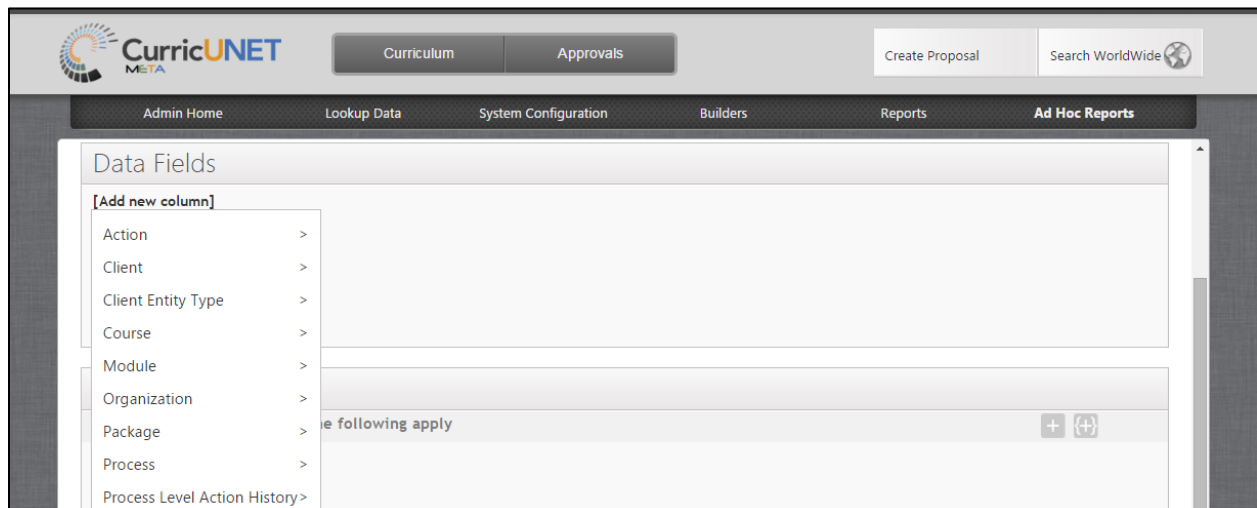 CurricUNET
META
Curriculum
Approvals
Create Proposal
Search WorldWide
Admin Home
Lookup Data
System Configuration
Builders
Reports
Ad Hoc Reports
Data Fields
[Add new column]
Action >
Client >
Client Entity Type >
Course >
Module >
Organization >
Package >
following apply
Process >
Process Level Action History >